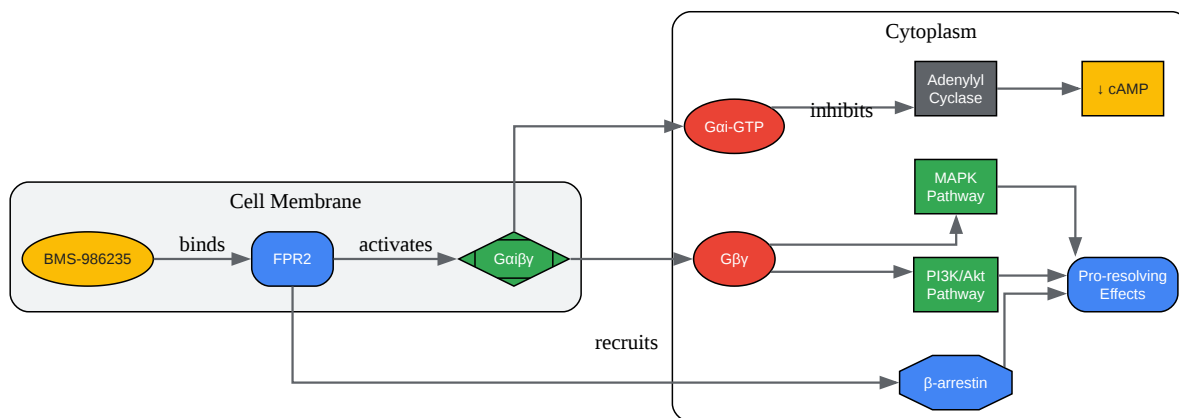 Cytoplasm
Adenylyl
Cyclase
↓ cAMP
inhibits
Gαi-GTP
MAPK
Pathway
Cell Membrane
binds
activates
BMS-986235
FPR2
Gαiβγ
Gβγ
PI3K/Akt
Pathway
Pro-resolving
Effects
recruits
β-arrestin